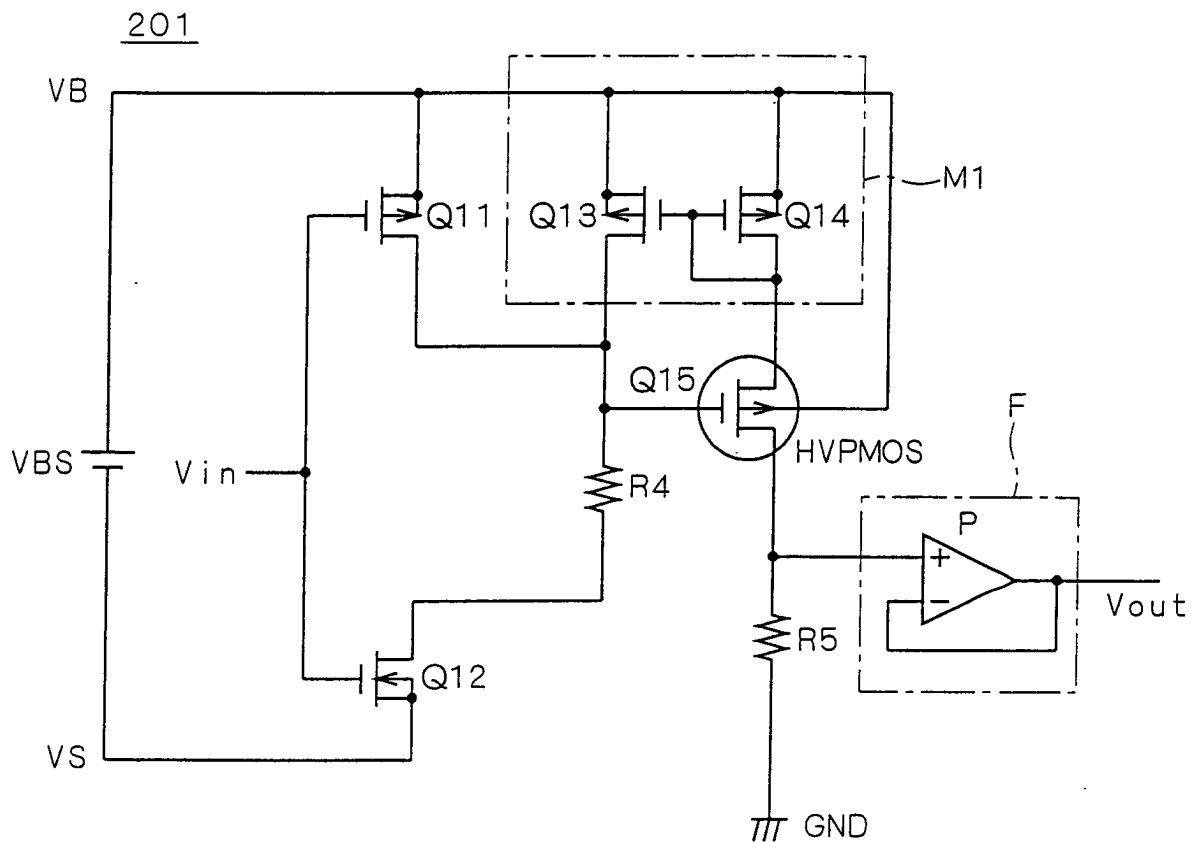 201
VB
M1
Q11
Q13
Q14
Q15
HVPMOS
F
VBS
Vin
R4
P
+
−
Vout
R5
Q12
VS
GND